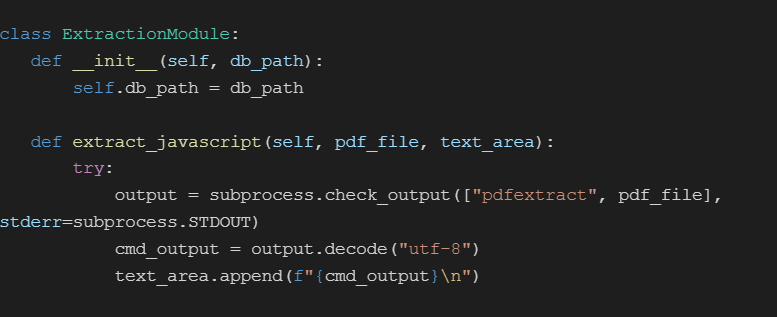 class ExtractionModule:
def __init__(self, db_path):
self.db_path = db_path
def extract_javascript(self, pdf_file, text_area):
try:
output = subprocess.check_output(["pdfextract", pdf_file],
stderr=subprocess.STDOUT)
cmd_output = output.decode("utf-8")
text_area.append(f"{cmd_output}\n")